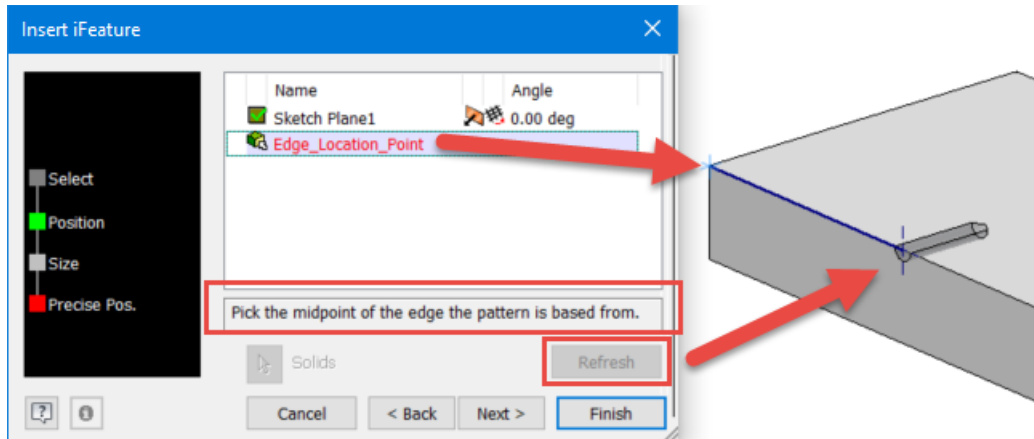 Insert iFeature
Name Angle
Sketch Plane1 0.00 deg
Edge_Location_Point
Select
Position
Size
Precise Pos.
Pick the midpoint of the edge the pattern is based from.
Solids Refresh
Cancel < Back Next > Finish